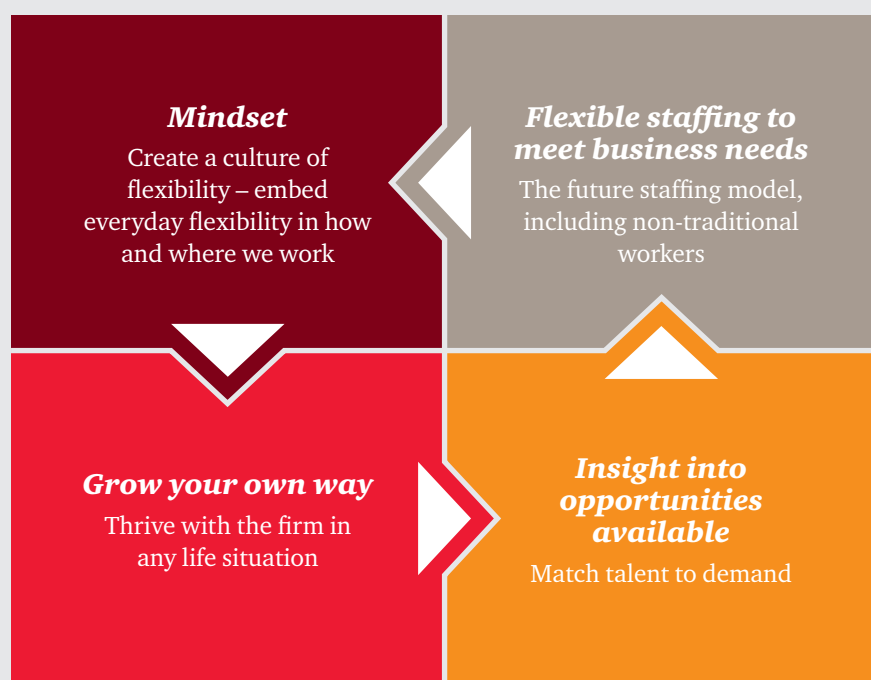 Mindset
Create a culture of
flexibility – embed
everyday flexibility in how
and where we work
Flexible staffing to
meet business needs
The future staffing model,
including non-traditional
workers
Grow your own way
Thrive with the firm in
any life situation
Insight into
opportunities
available
Match talent to demand